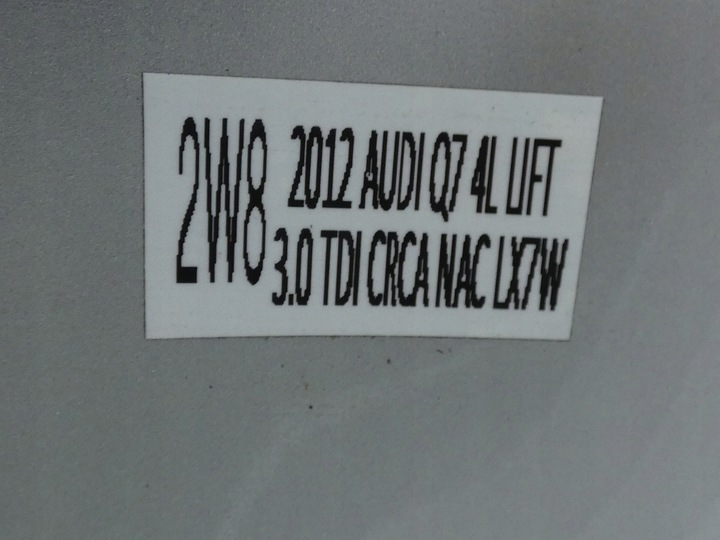 2W8
2012 AUDI Q7 4L LIFT
3.0 TDI CRCA NAC LX7W